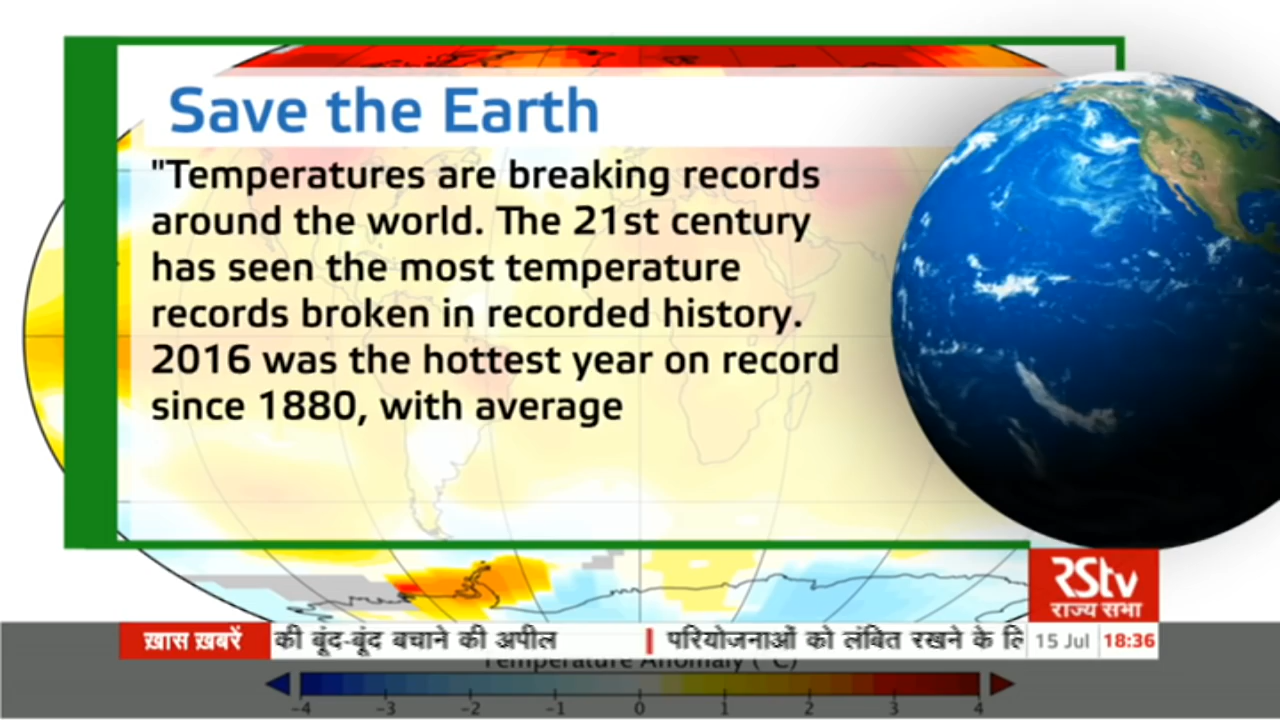 Save the Earth
"Temperatures are breaking records
around the world. The 21st century
has seen the most temperature
records broken in recorded history.
2016 was the hottest year on record
since 1880, with average
RStv
राज्य सभा
ख़ास ख़बरें
की बूंद-बूंद बचाने की अपील
| परियोजनाओं को लंबित रखने के
15 Jul
18:36
Temperature Anomaly (°C)
-4 -3 -2 -1 0 1 2 3 4